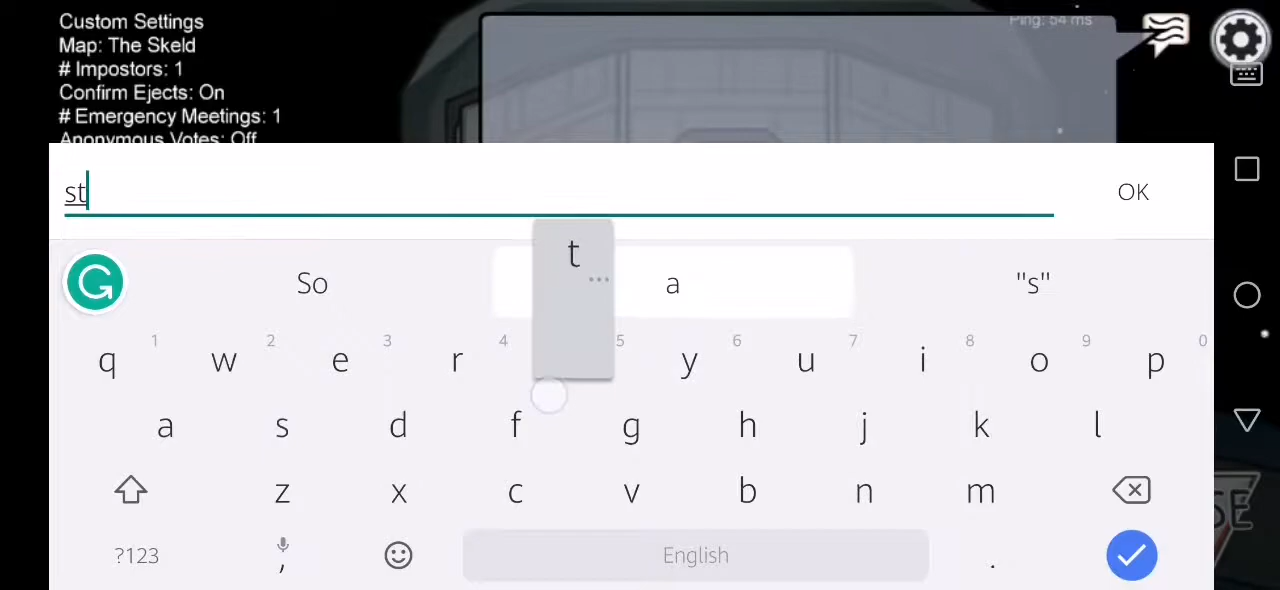 Custom Settings
Map: The Skeld
# Impostors: 1
Confirm Ejects: On
# Emergency Meetings: 1
Anonymous Votes: Off
Ping: 54 ms
st
OK
t
So a "s"
1 2 3 4 5 6 7 8 9 0
q w e r y u i o p
a s d f g h j k l
z x c v b n m
?123 , English .